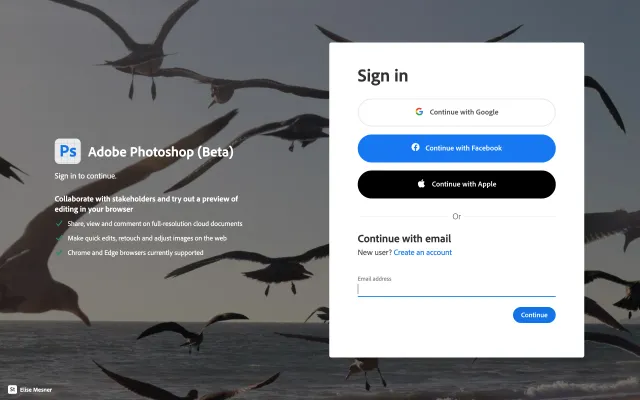 Ps Adobe Photoshop (Beta)
Sign in to continue.
Collaborate with stakeholders and try out a preview of
editing in your browser
Share, view and comment on full-resolution cloud documents
Make quick edits, retouch and adjust images on the web
Chrome and Edge browsers currently supported
St Elise Mesner
Sign in
Continue with Google
Continue with Facebook
Continue with Apple
Or
Continue with email
New user? Create an account
Email address
Continue